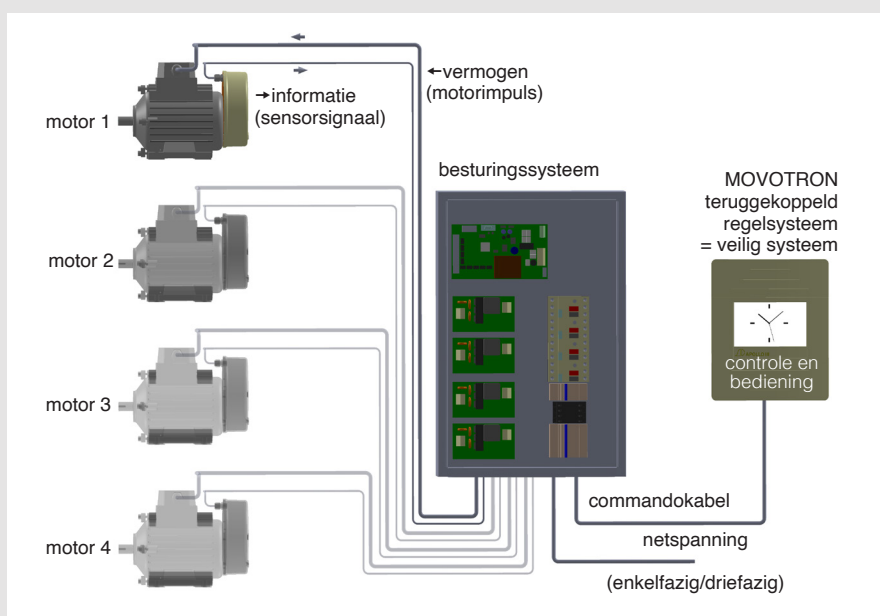 motor 1
→informatie
(sensorsignaal)
←vermogen
(motorimpuls)
motor 2
motor 3
motor 4
besturingssysteem
MOVOTRON
teruggekoppeld
regelsysteem
= veilig systeem
controle en
bediening
commandokabel
netspanning
(enkelfazig/driefazig)